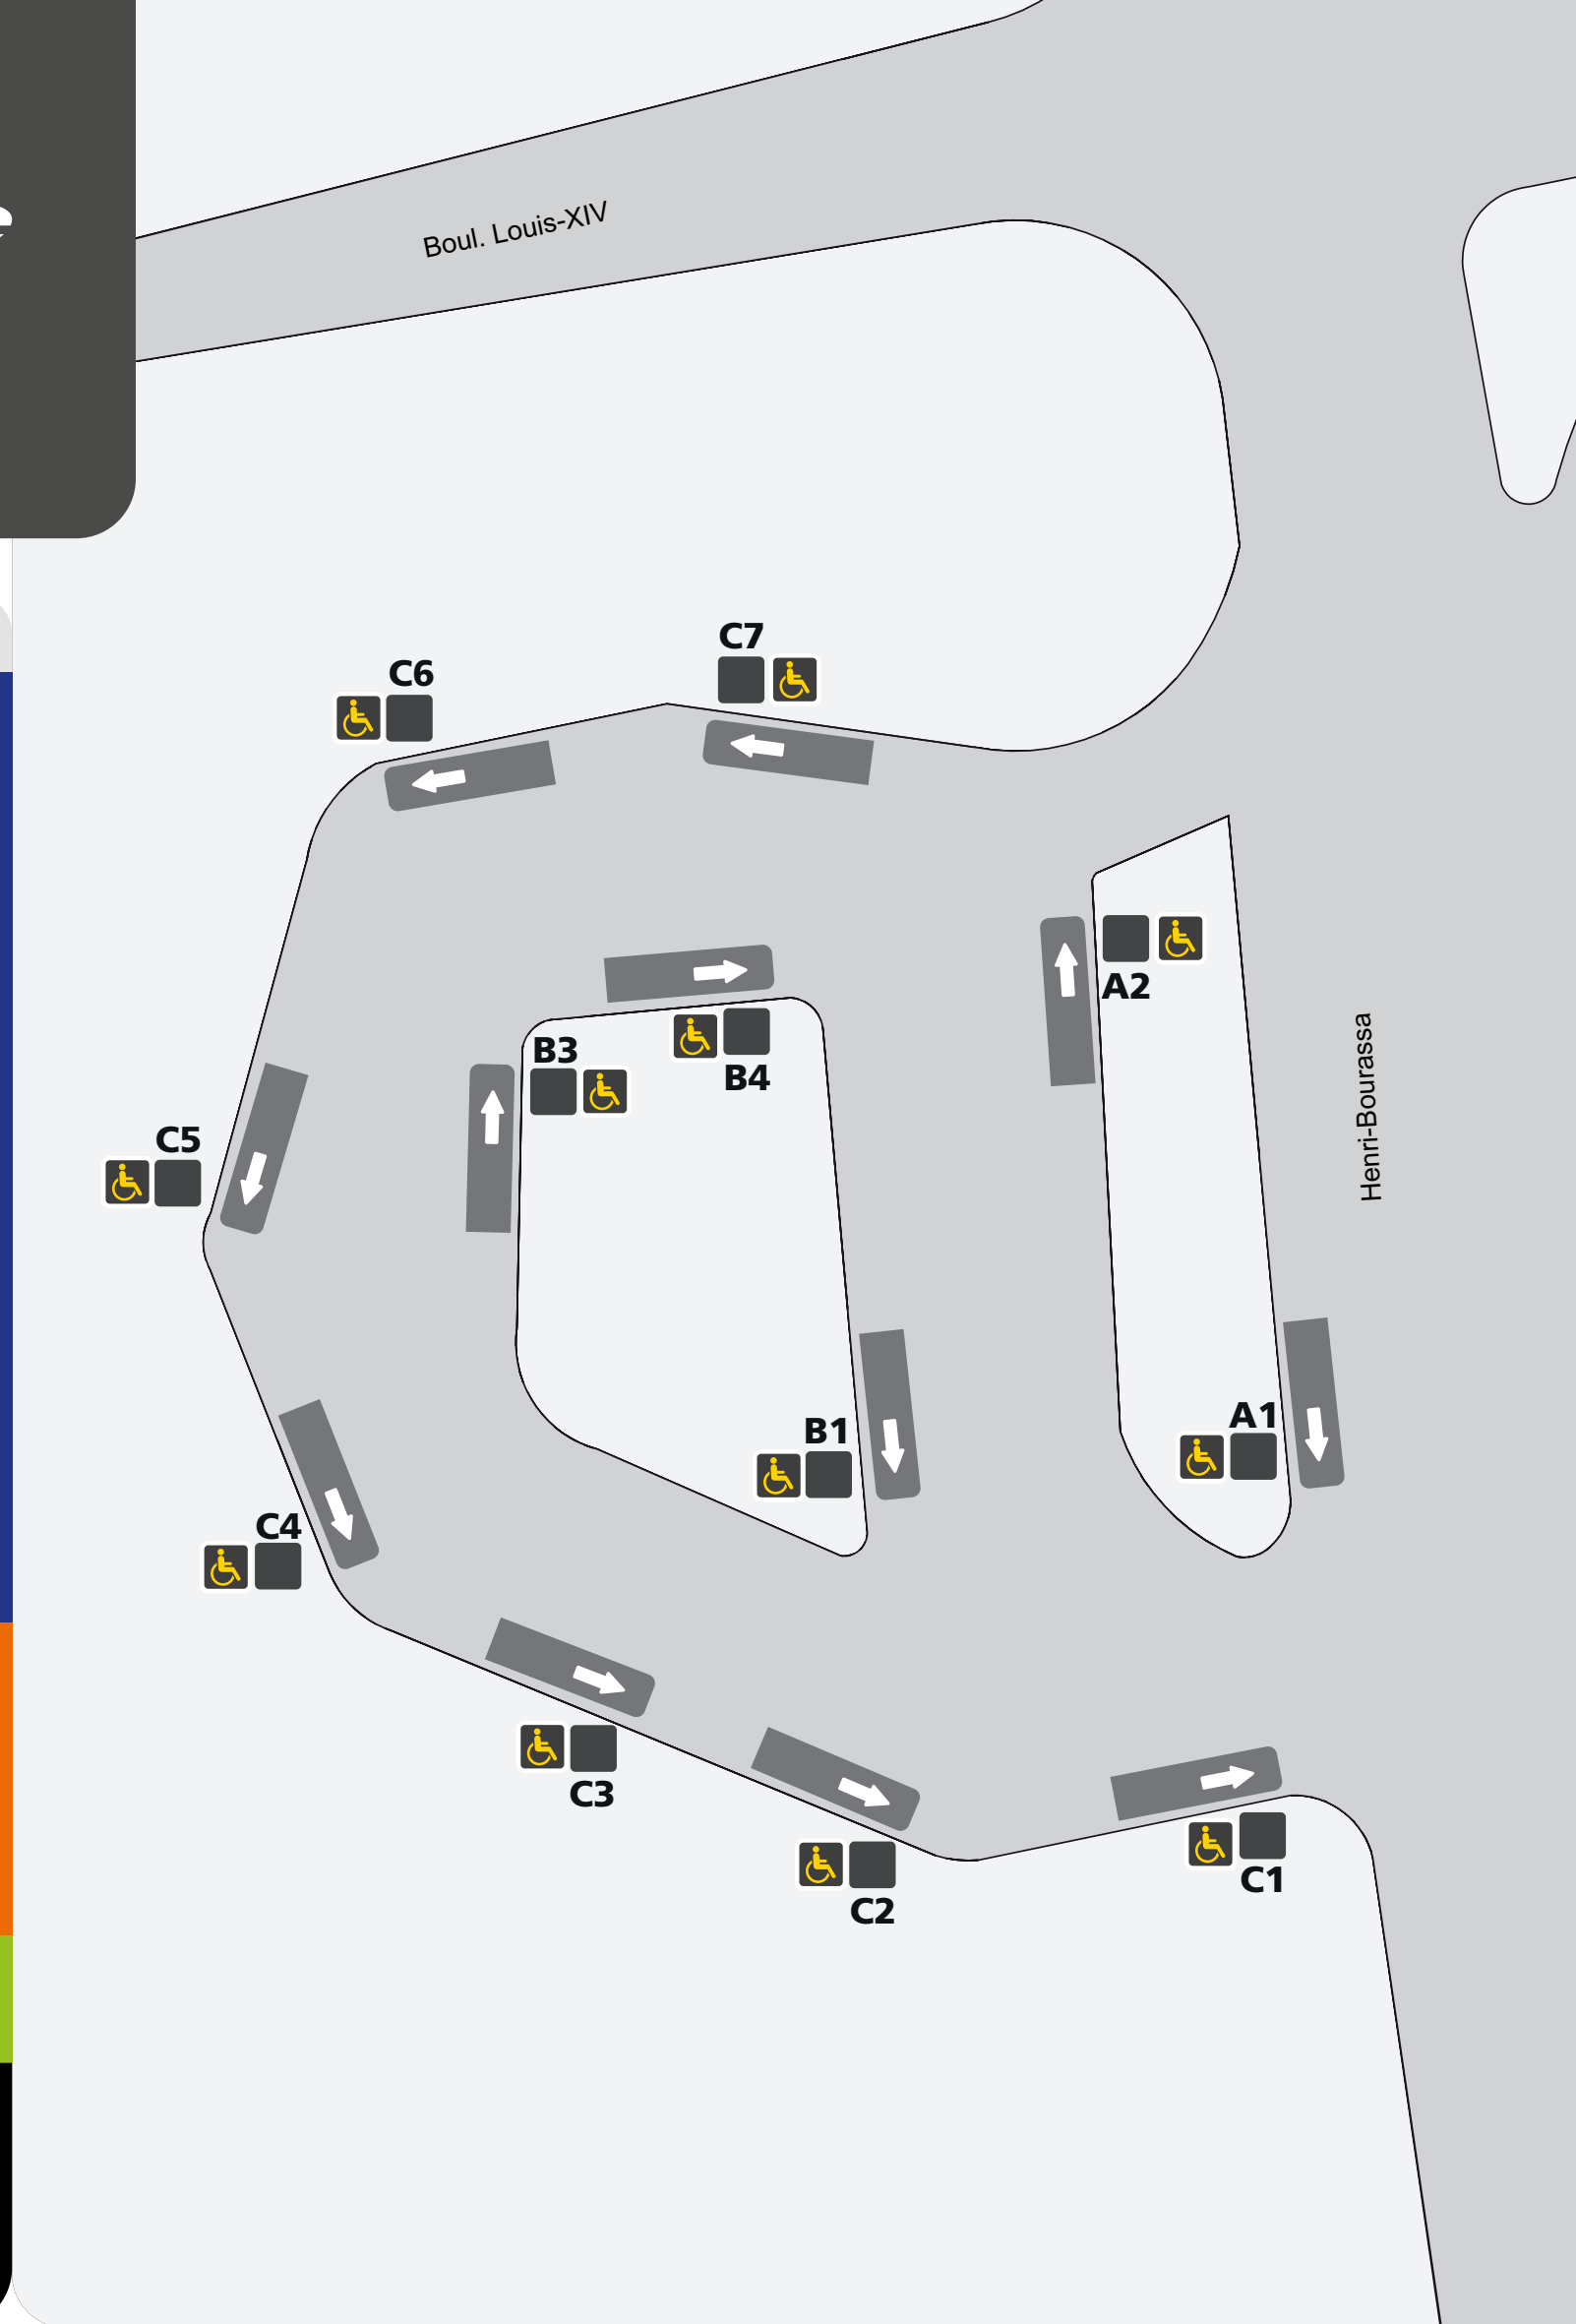 Boul. Louis-XIV
C7
C6
A2
B3
B4
Henri-Bourassa
C5
A1
B1
C4
C3
C1
C2